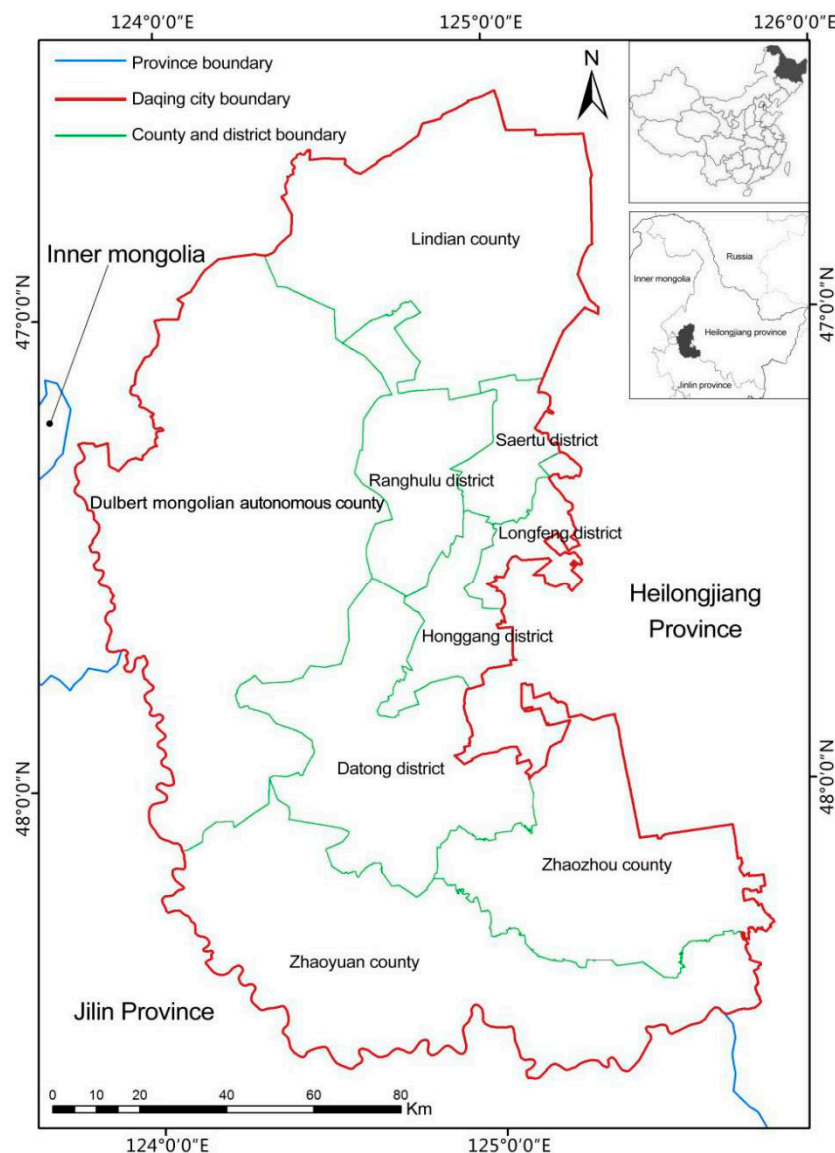 124°0'0"E
125°0'0"E
126°0'0"E
Province boundary
Daqing city boundary
County and district boundary
N
Inner mongolia
Lindian county
Russia
Inner mongolia
Heilongjiang province
Jinlin province
47°0'0"N
47°0'0"N
Saertu district
Ranghulu district
Dulbert mongolian autonomous county
Longfeng district
Heilongjiang
Province
Honggang district
Datong district
48°0'0"N
48°0'0"N
Zhaozhou county
Zhaoyuan county
Jilin Province
0 10 20 40 60 80
Km
124°0'0"E
125°0'0"E